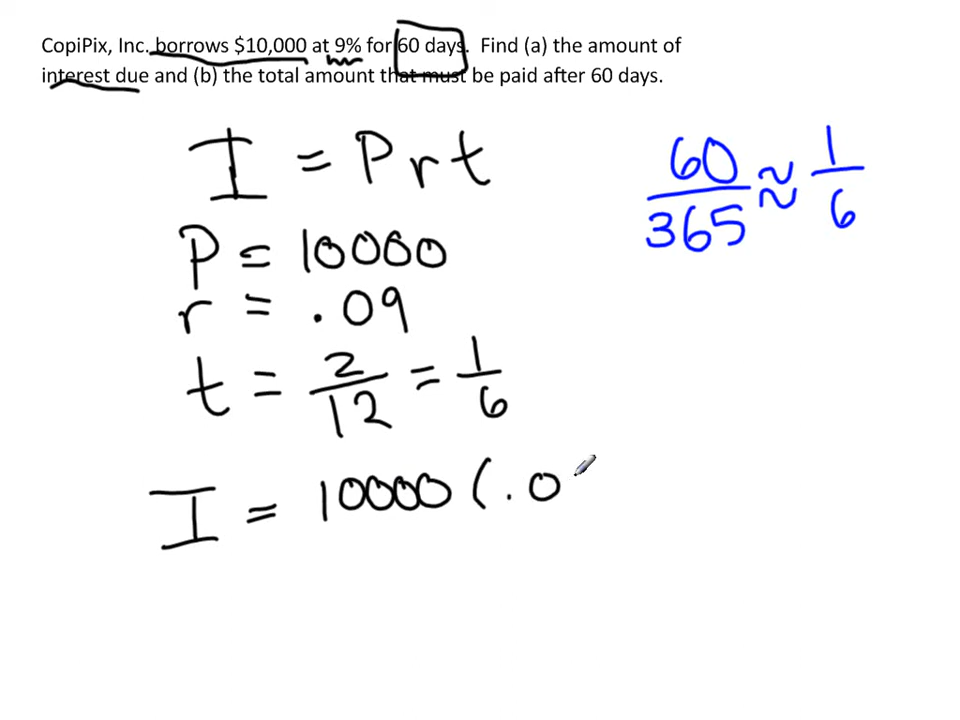 CopiPix, Inc. borrows $10,000 at 9% for 60 days. Find (a) the amount of
interest due and (b) the total amount that must be paid after 60 days.
I = Prt
60/365 ≈ 1/6
P = 10000
r = .09
t = 2/12 = 1/6
I = 10000 (.0